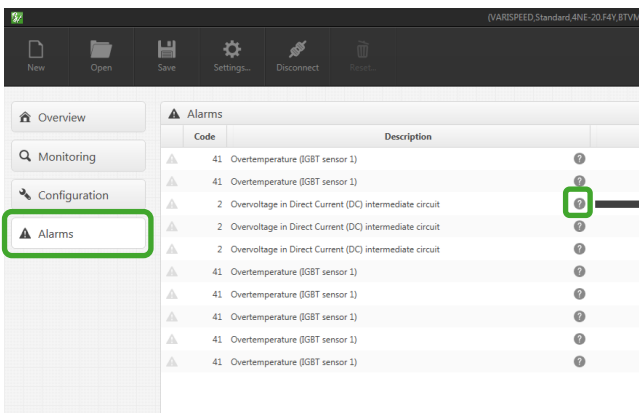 (VARISPEED,Standard,4NE-20.F4Y,BTVM
New Open Save Settings... Disconnect Reset...
Overview
Monitoring
Configuration
Alarms
Alarms
Code Description
41 Overtemperature (IGBT sensor 1)
41 Overtemperature (IGBT sensor 1)
2 Overvoltage in Direct Current (DC) intermediate circuit
2 Overvoltage in Direct Current (DC) intermediate circuit
2 Overvoltage in Direct Current (DC) intermediate circuit
41 Overtemperature (IGBT sensor 1)
41 Overtemperature (IGBT sensor 1)
41 Overtemperature (IGBT sensor 1)
41 Overtemperature (IGBT sensor 1)
41 Overtemperature (IGBT sensor 1)